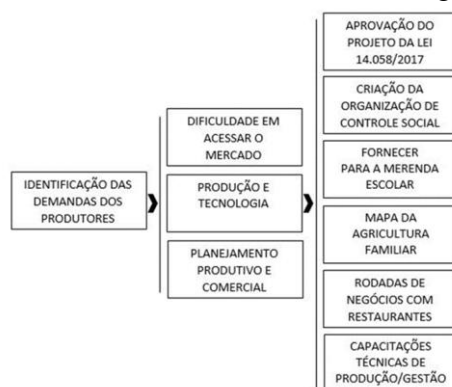 IDENTIFICAÇÃO DAS
DEMANDAS DOS
PRODUTORES
DIFICULDADE EM
ACESSAR O
MERCADO
PRODUÇÃO E
TECNOLOGIA
PLANEJAMENTO
PRODUTIVO E
COMERCIAL
APROVAÇÃO DO
PROJETO DA LEI
14.058/2017
CRIAÇÃO DA
ORGANIZAÇÃO DE
CONTROLE SOCIAL
FORNECER
PARA A MERENDA
ESCOLAR
MAPA DA
AGRICULTURA
FAMILIAR
RODADAS DE
NEGÓCIOS COM
RESTAURANTES
CAPACITAÇÕES
TÉCNICAS DE
PRODUÇÃO/GESTÃO